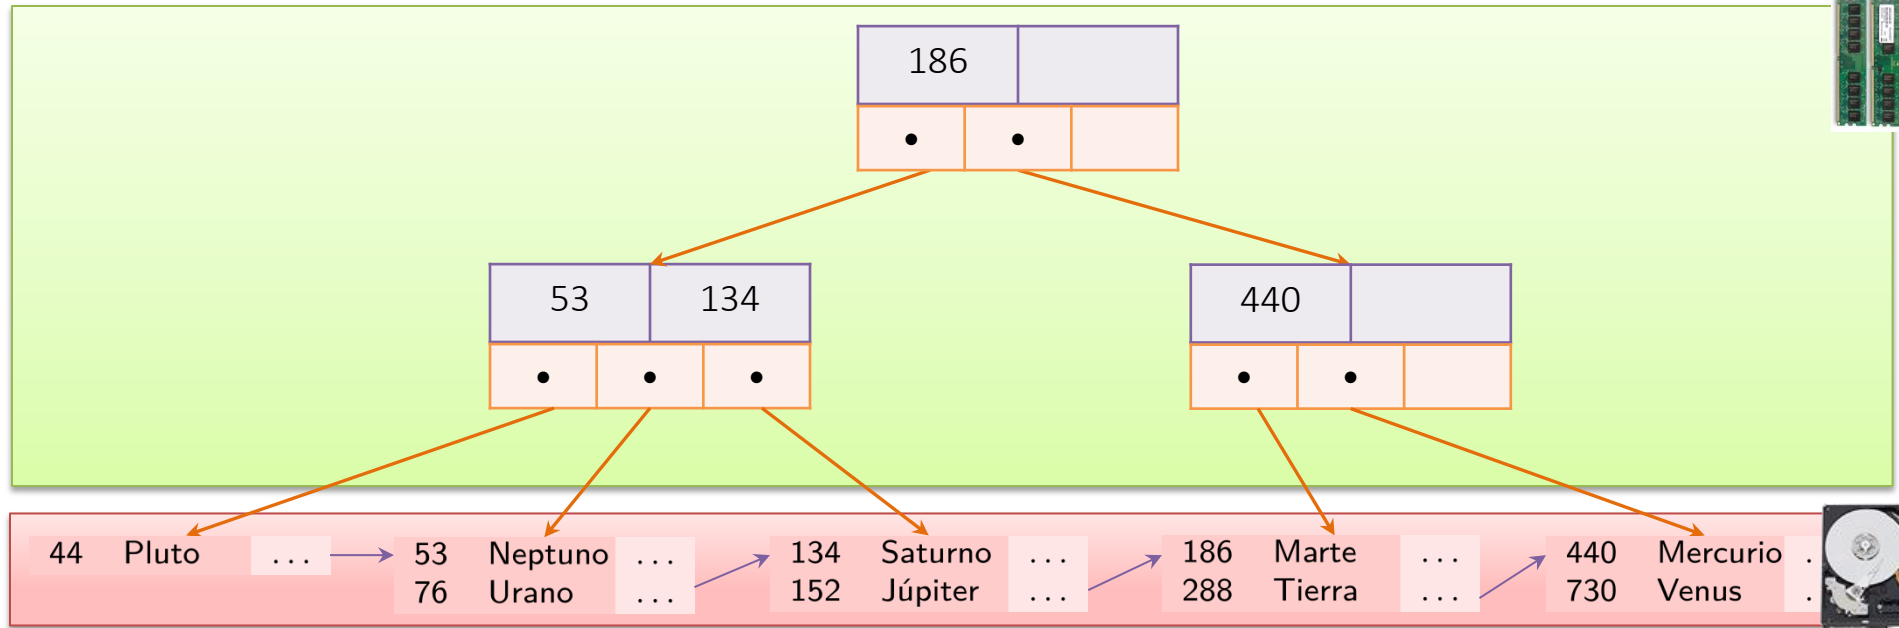 186
53 134
440
44 Pluto ...
53 Neptuno ...
76 Urano ...
134 Saturno ...
152 Júpiter ...
186 Marte ...
288 Tierra ...
440 Mercurio .
730 Venus .